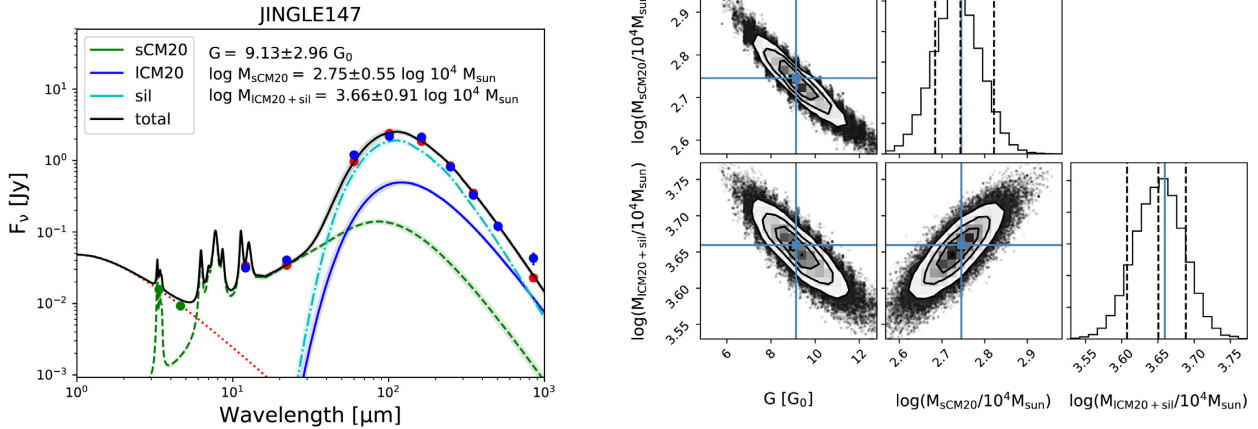 JINGLE147
sCM20
lCM20
sil
total
G = 9.13±2.96 G₀
log M_sCM20 = 2.75±0.55 log 10⁴ M_sun
log M_lCM20+sil = 3.66±0.91 log 10⁴ M_sun
10¹
10⁰
10⁻¹
10⁻²
10⁻³
F_ν [Jy]
10⁰ 10¹ 10² 10³
Wavelength [μm]
log(M_sCM20/10⁴M_sun)
2.9
2.8
2.7
2.6
log(M_lCM20+sil/10⁴M_sun)
3.75
3.70
3.65
3.60
3.55
6 8 10 12
G [G₀]
2.6 2.7 2.8 2.9
log(M_sCM20/10⁴M_sun)
3.55 3.60 3.65 3.70 3.75
log(M_lCM20+sil/10⁴M_sun)